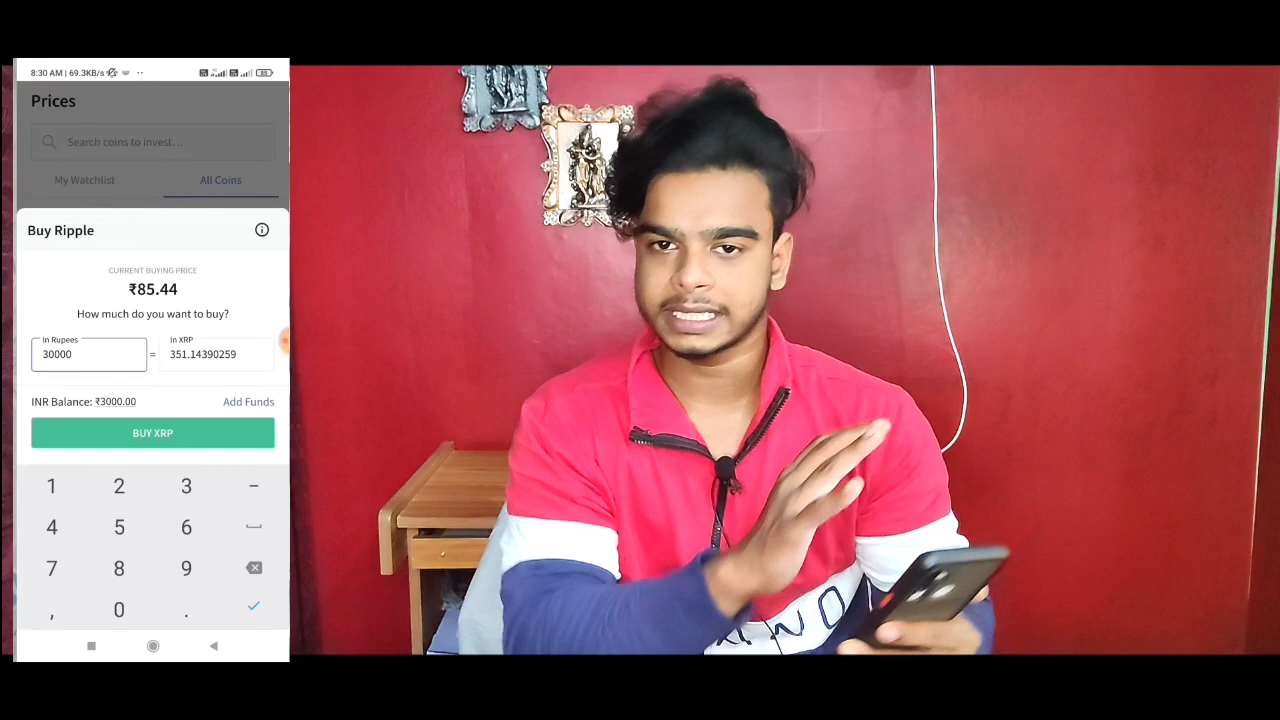 8:30 AM | 69.3KB/s
Prices
Search coins to invest...
My Watchlist
All Coins
Buy Ripple
CURRENT BUYING PRICE
₹85.44
How much do you want to buy?
In Rupees
In XRP
30000
=
351.14390259
INR Balance: ₹3000.00
Add Funds
BUY XRP
1 2 3 –
4 5 6
7 8 9
, 0 .